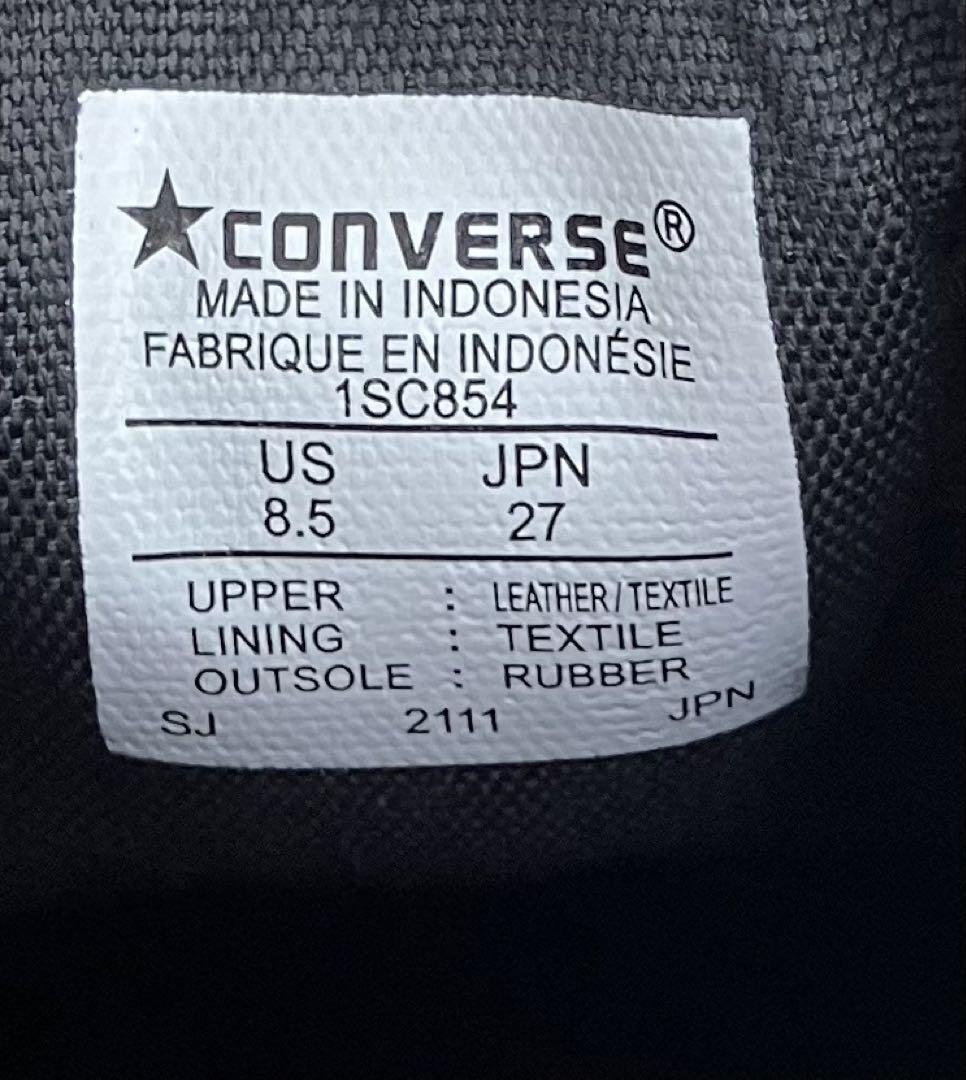 ★CONVERSE®
MADE IN INDONESIA
FABRIQUE EN INDONÉSIE
1SC854
US JPN
8.5 27
UPPER : LEATHER/TEXTILE
LINING : TEXTILE
OUTSOLE : RUBBER
SJ 2111 JPN